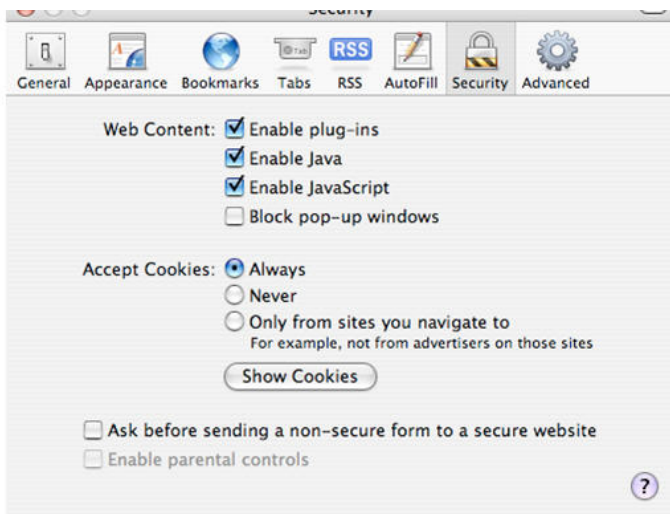 Security
General Appearance Bookmarks Tabs RSS AutoFill Security Advanced
RSS
Web Content: Enable plug-ins
Enable Java
Enable JavaScript
Block pop-up windows
Accept Cookies: Always
Never
Only from sites you navigate to
For example, not from advertisers on those sites
Show Cookies
Ask before sending a non-secure form to a secure website
Enable parental controls
?